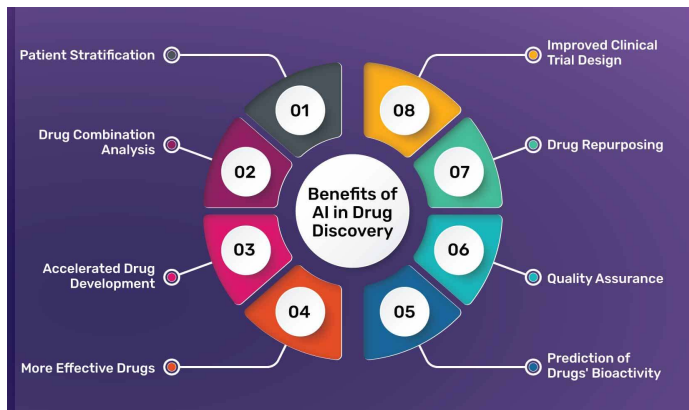 Patient Stratification
01
Drug Combination
Analysis
02
Accelerated Drug
Development
03
More Effective Drugs
04
Benefits of
AI in Drug
Discovery
Improved Clinical
Trial Design
08
Drug Repurposing
07
Quality Assurance
06
Prediction of
Drugs' Bioactivity
05